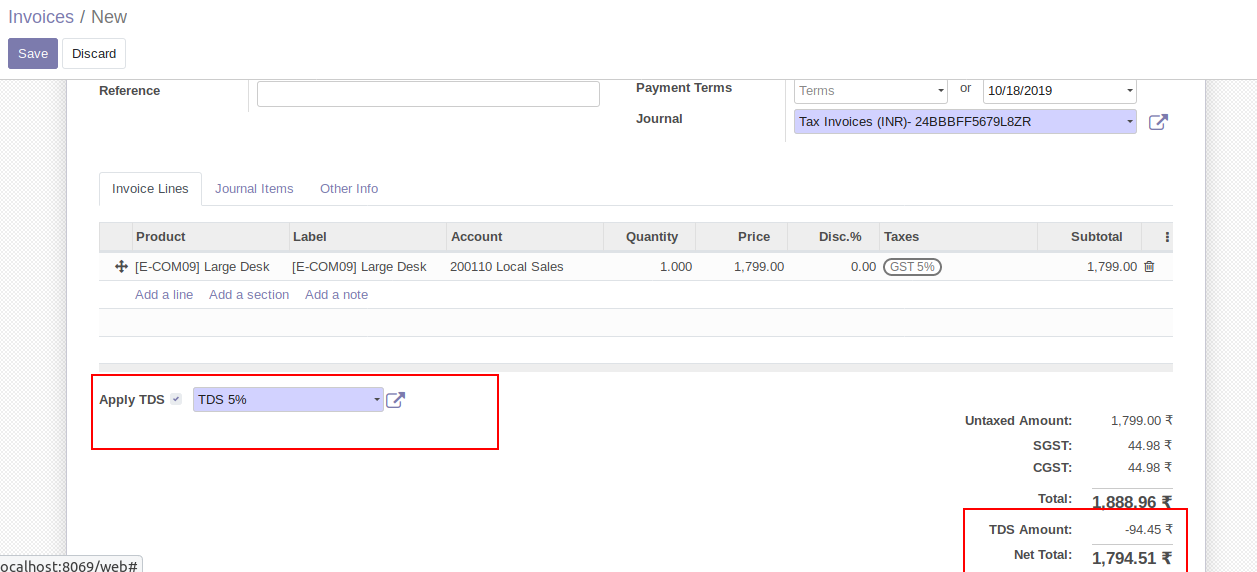 Invoices / New
Save Discard
Reference
Payment Terms Terms or 10/18/2019
Journal Tax Invoices (INR)- 24BBBFF5679L8ZR
Invoice Lines Journal Items Other Info
Product Label Account Quantity Price Disc.% Taxes Subtotal
[E-COM09] Large Desk [E-COM09] Large Desk 200110 Local Sales 1.000 1,799.00 0.00 GST 5% 1,799.00
Add a line Add a section Add a note
Apply TDS TDS 5%
Untaxed Amount: 1,799.00 ₹
SGST: 44.98 ₹
CGST: 44.98 ₹
Total: 1,888.96 ₹
TDS Amount: -94.45 ₹
Net Total: 1,794.51 ₹
ocalhost:8069/web#